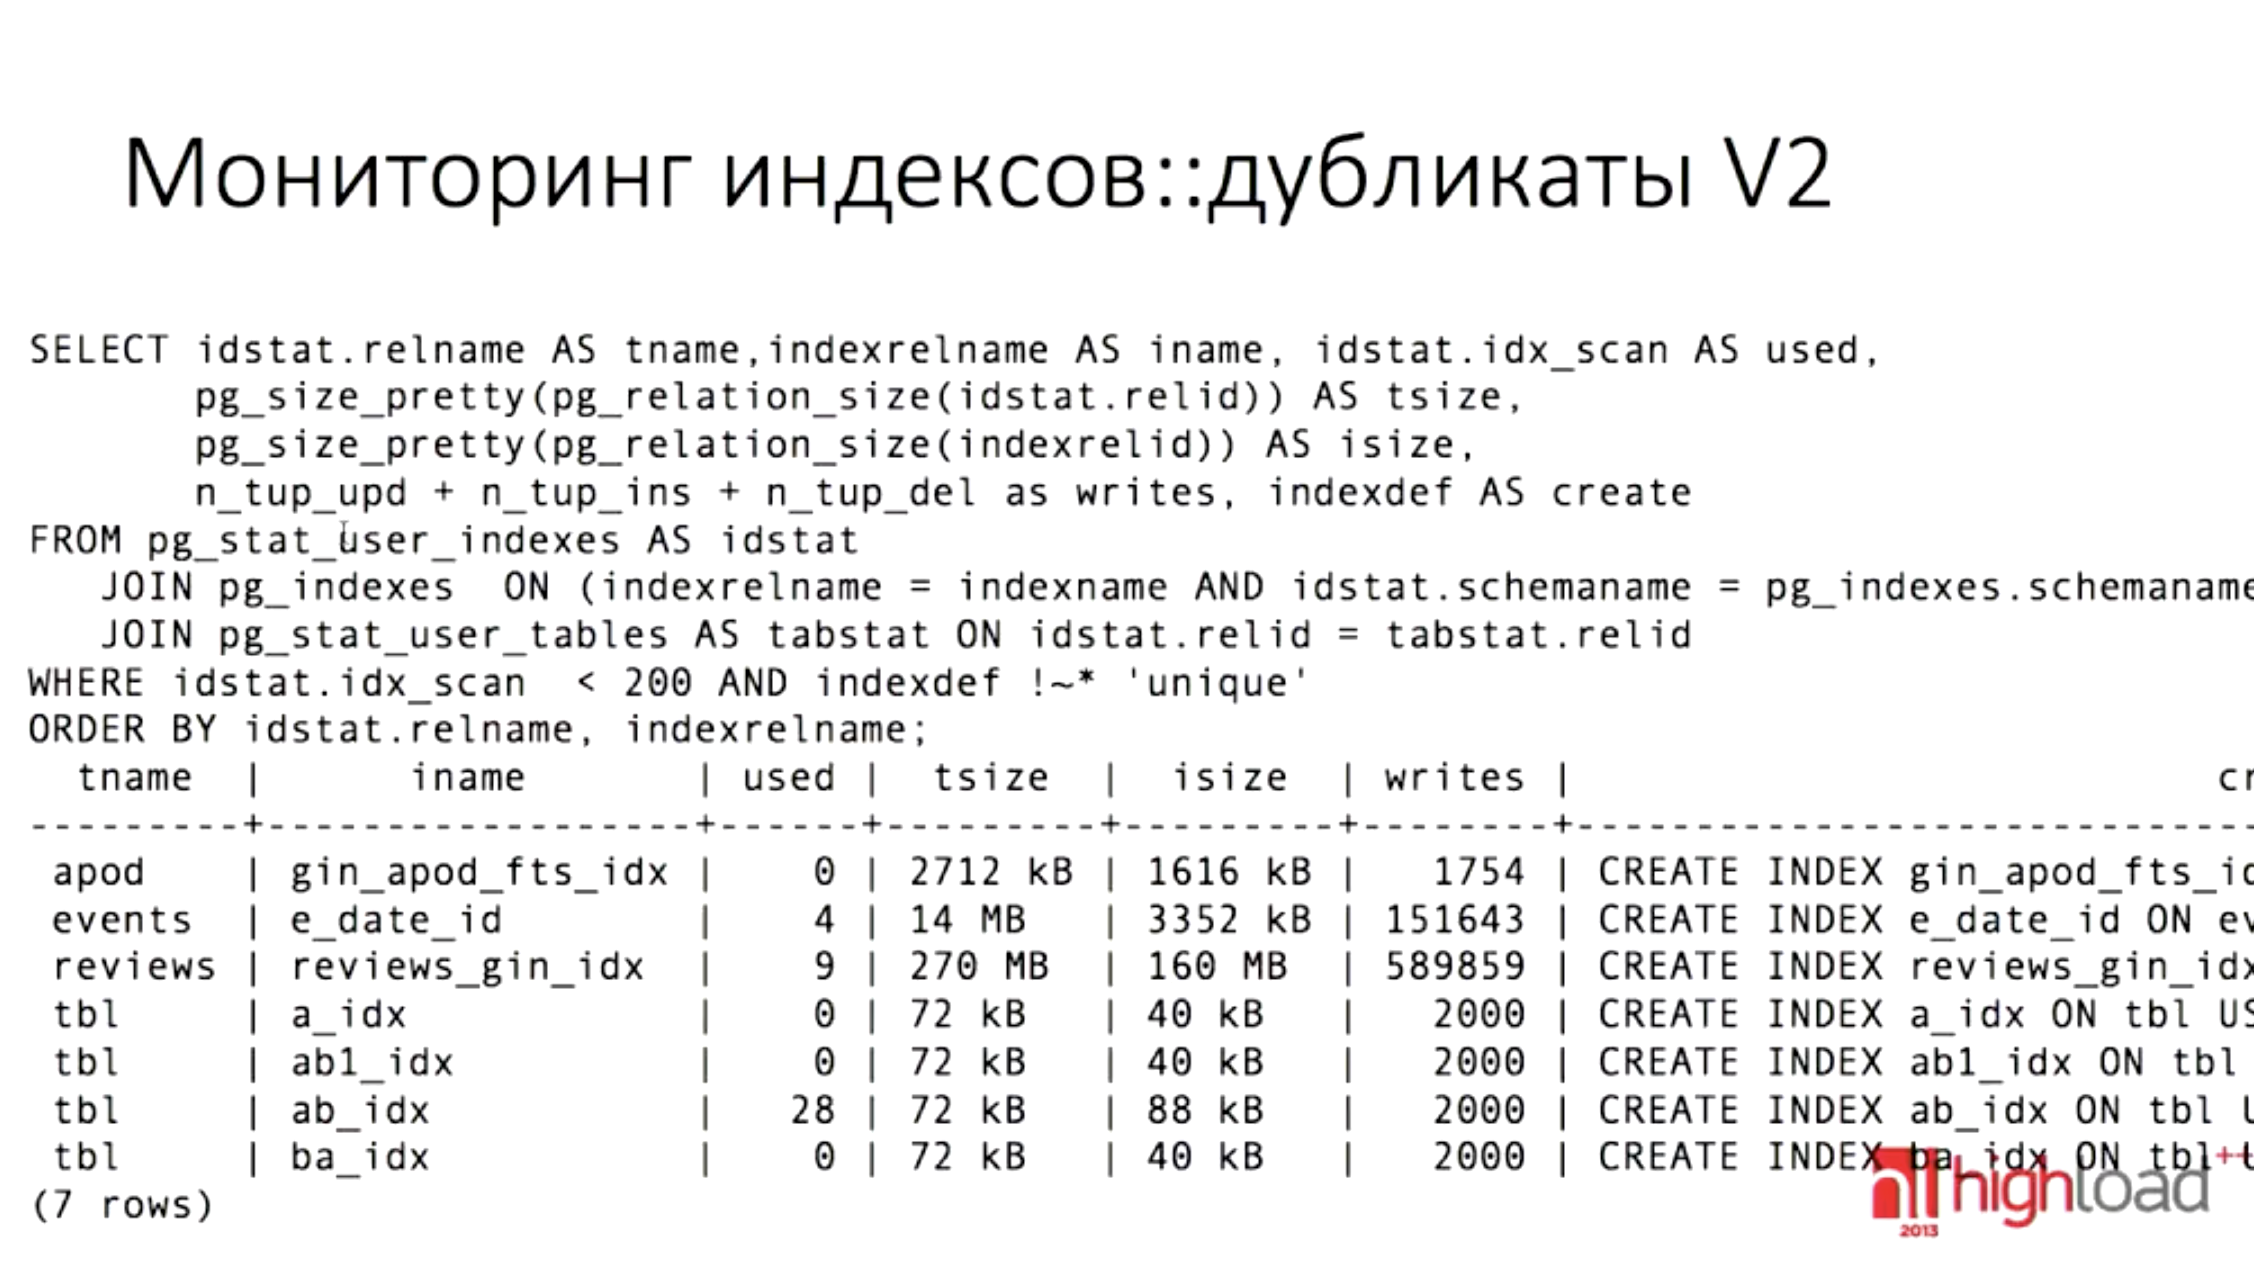 Мониторинг индексов::дубликаты V2
SELECT idstat.relname AS tname,indexrelname AS iname, idstat.idx_scan AS used,
       pg_size_pretty(pg_relation_size(idstat.relid)) AS tsize,
       pg_size_pretty(pg_relation_size(indexrelid)) AS isize,
       n_tup_upd + n_tup_ins + n_tup_del as writes, indexdef AS create
FROM pg_stat_user_indexes AS idstat
   JOIN pg_indexes  ON (indexrelname = indexname AND idstat.schemaname = pg_indexes.schemaname
   JOIN pg_stat_user_tables AS tabstat ON idstat.relid = tabstat.relid
WHERE idstat.idx_scan  < 200 AND indexdef !~* 'unique'
ORDER BY idstat.relname, indexrelname;
  tname  |      iname       | used |  tsize  |  isize  | writes | cr
---------+------------------+------+---------+---------+--------+----------------------------
 apod    | gin_apod_fts_idx |    0 | 2712 kB | 1616 kB |   1754 | CREATE INDEX gin_apod_fts_id
 events  | e_date_id        |    4 | 14 MB   | 3352 kB | 151643 | CREATE INDEX e_date_id ON ev
 reviews | reviews_gin_idx  |    9 | 270 MB  | 160 MB  | 589859 | CREATE INDEX reviews_gin_idx
 tbl     | a_idx            |    0 | 72 kB   | 40 kB   |   2000 | CREATE INDEX a_idx ON tbl US
 tbl     | ab1_idx          |    0 | 72 kB   | 40 kB   |   2000 | CREATE INDEX ab1_idx ON tbl
 tbl     | ab_idx           |   28 | 72 kB   | 88 kB   |   2000 | CREATE INDEX ab_idx ON tbl U
 tbl     | ba_idx           |    0 | 72 kB   | 40 kB   |   2000 | CREATE INDEX ba_idx ON tbl U
(7 rows)
highload++
2013